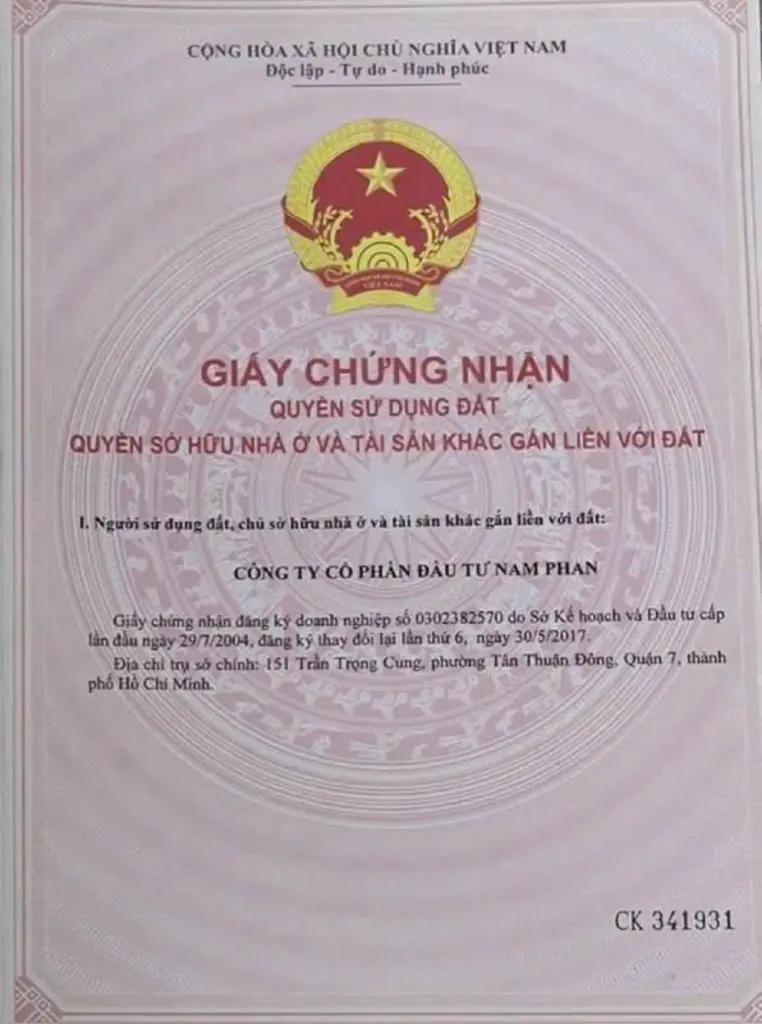 CỘNG HÒA XÃ HỘI CHỦ NGHĨA VIỆT NAM
Độc lập - Tự do - Hạnh phúc
VIỆT NAM
GIẤY CHỨNG NHẬN
QUYỀN SỬ DỤNG ĐẤT
QUYỀN SỞ HỮU NHÀ Ở VÀ TÀI SẢN KHÁC GẮN LIỀN VỚI ĐẤT
I. Người sử dụng đất, chủ sở hữu nhà ở và tài sản khác gắn liền với đất:
CÔNG TY CỔ PHẦN ĐẦU TƯ NAM PHAN
Giấy chứng nhận đăng ký doanh nghiệp số 0302382570 do Sở Kế hoạch và Đầu tư cấp
lần đầu ngày 29/7/2004, đăng ký thay đổi lại lần thứ 6, ngày 30/5/2017.
Địa chỉ trụ sở chính: 151 Trần Trọng Cung, phường Tân Thuận Đông, Quận 7, thành
phố Hồ Chí Minh.
CK 341931